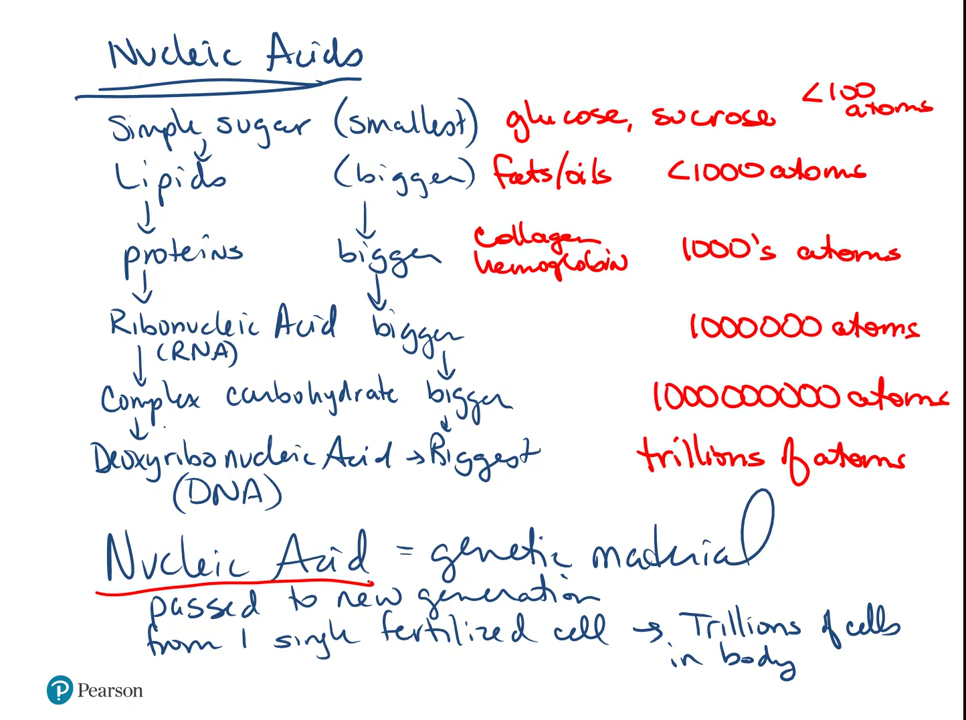 Nucleic Acids
Simple sugar (smallest) glucose, sucrose <100 atoms
↓
Lipids (bigger) fats/oils <1000 atoms
↓ ↓
proteins bigger collagen hemoglobin 1000's atoms
↓ ↓
Ribonucleic Acid bigger 1000000 atoms
(RNA)
↓ ↓
Complex carbohydrate bigger 1000000000 atoms
↓ ↓
Deoxyribonucleic Acid → Biggest trillions of atoms
(DNA)
Nucleic Acid = genetic material
passed to new generation
from 1 single fertilized cell → Trillions of cells
in body
P Pearson